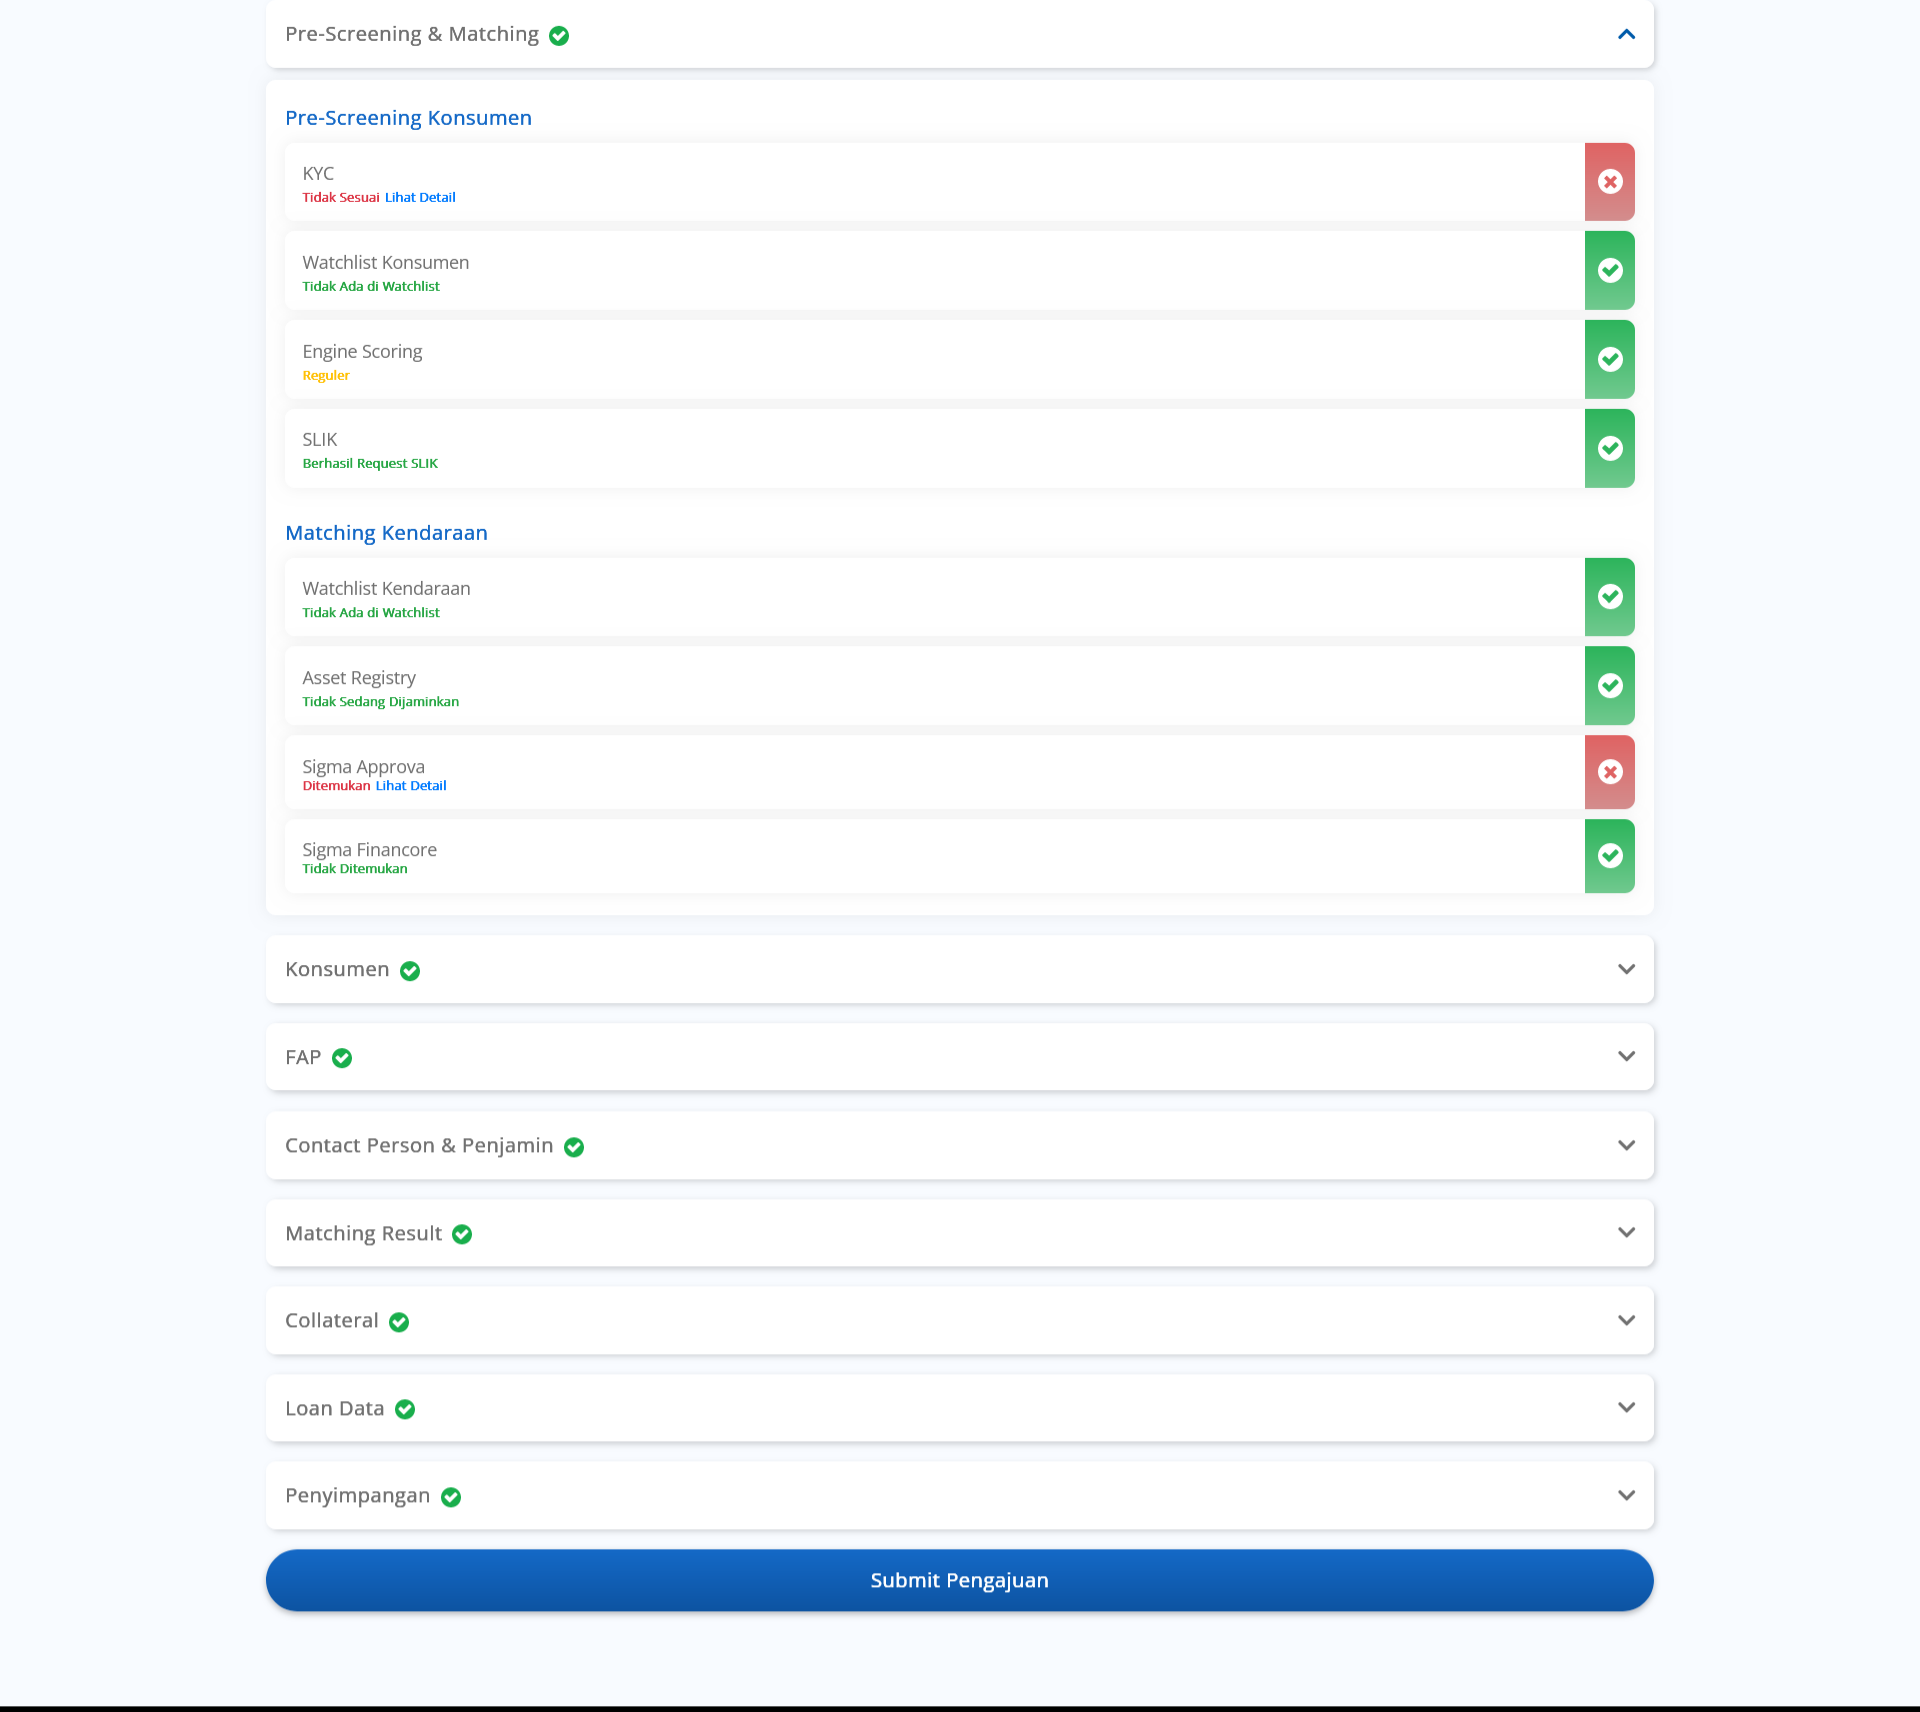 Pre-Screening & Matching
Pre-Screening Konsumen
KYC
Tidak Sesuai Lihat Detail
Watchlist Konsumen
Tidak Ada di Watchlist
Engine Scoring
Reguler
SLIK
Berhasil Request SLIK
Matching Kendaraan
Watchlist Kendaraan
Tidak Ada di Watchlist
Asset Registry
Tidak Sedang Dijaminkan
Sigma Approva
Ditemukan Lihat Detail
Sigma Financore
Tidak Ditemukan
Konsumen
FAP
Contact Person & Penjamin
Matching Result
Collateral
Loan Data
Penyimpangan
Submit Pengajuan